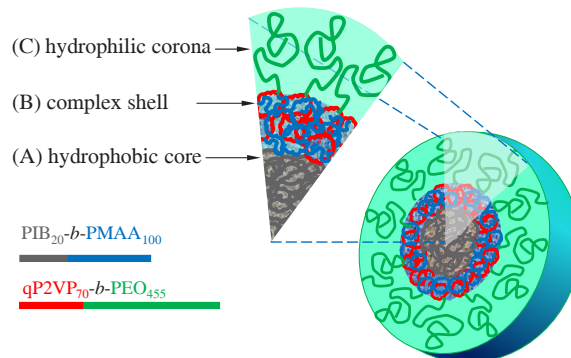 (C) hydrophilic corona
(B) complex shell
(A) hydrophobic core
PIB20-b-PMAA100
qP2VP70-b-PEO455